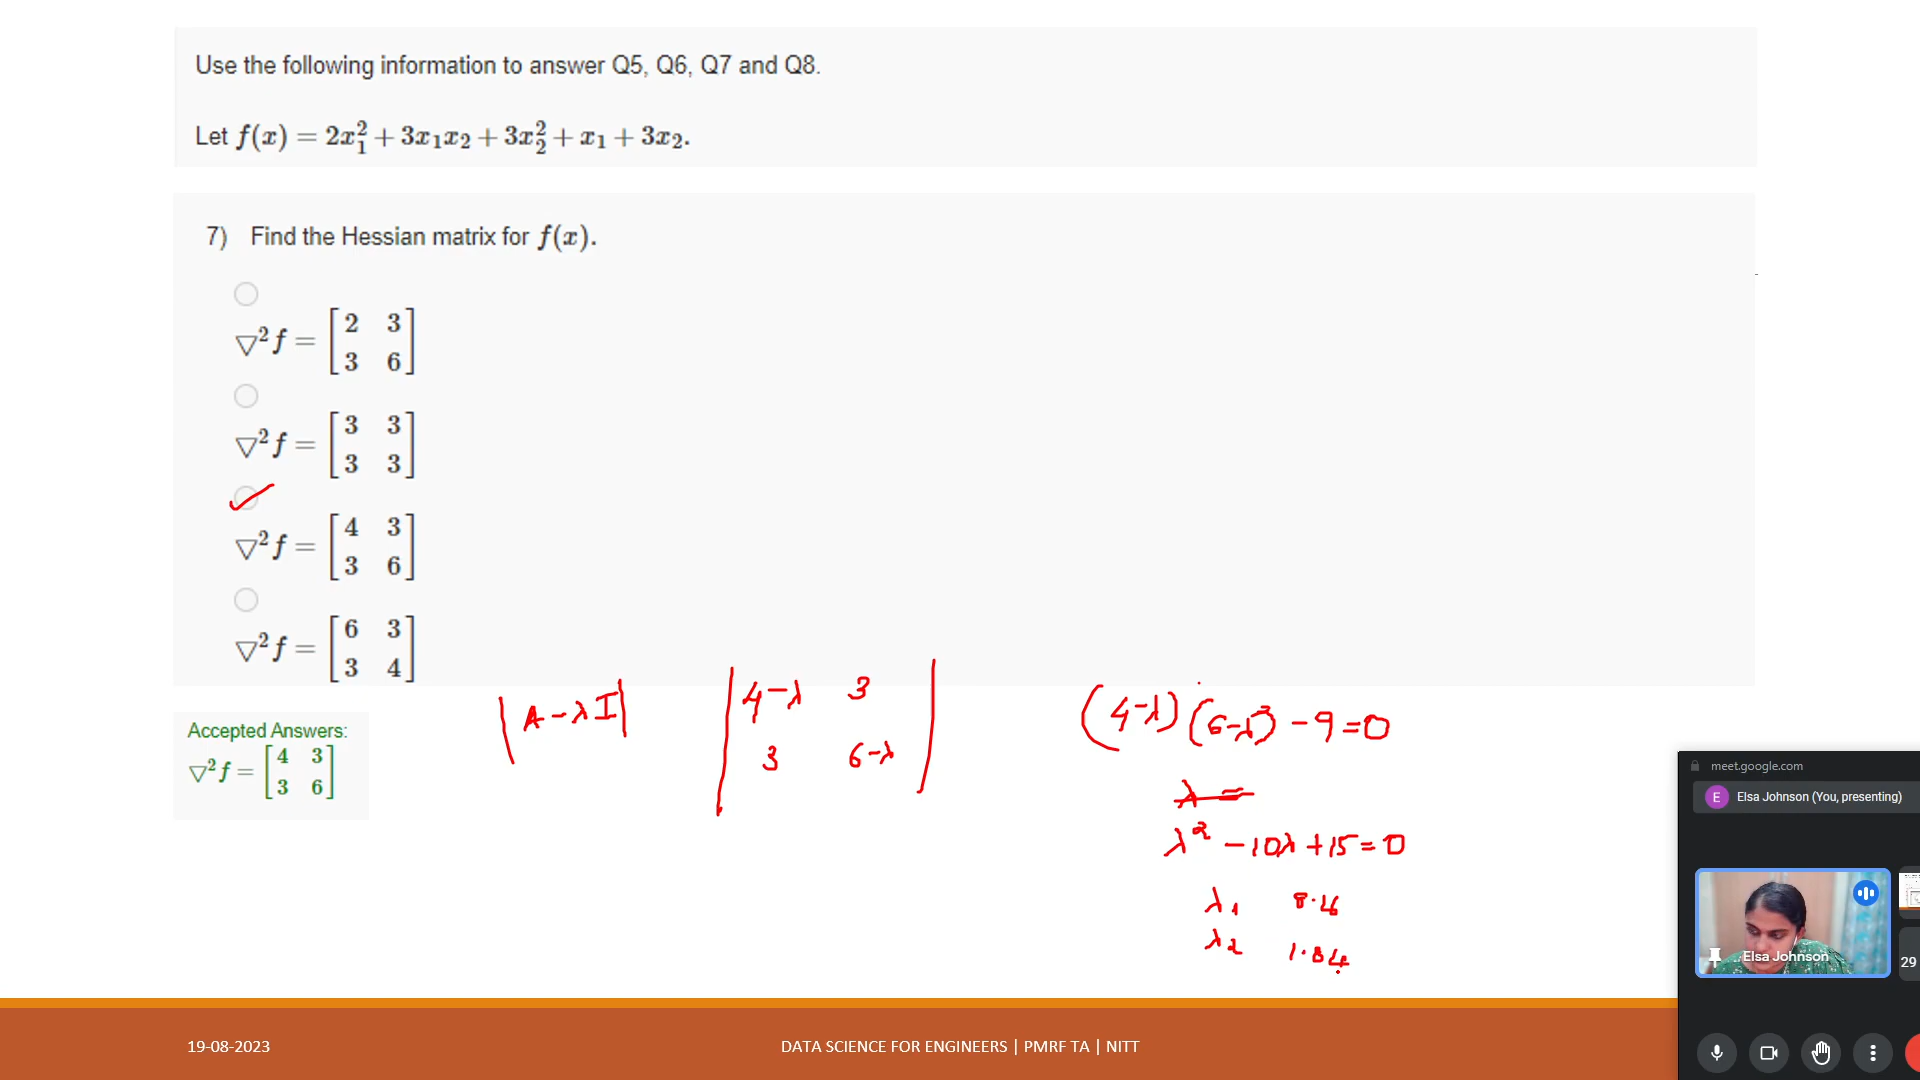 Use the following information to answer Q5, Q6, Q7 and Q8.
Let f(x) = 2x₁² + 3x₁x₂ + 3x₂² + x₁ + 3x₂.
7) Find the Hessian matrix for f(x).
▽²f = [2 3
3 6]
▽²f = [3 3
3 3]
▽²f = [4 3
3 6]
▽²f = [6 3
3 4]
Accepted Answers:
▽²f = [4 3
3 6]
|A-λI|
|4-λ 3
3 6-λ|
(4-λ)(6-λ) -9=0
λ =
λ² -10λ+15=0
λ₁ 8.16
λ₂ 1.84
meet.google.com
E Elsa Johnson (You, presenting)
Elsa Johnson
29
19-08-2023
DATA SCIENCE FOR ENGINEERS | PMRF TA | NITT